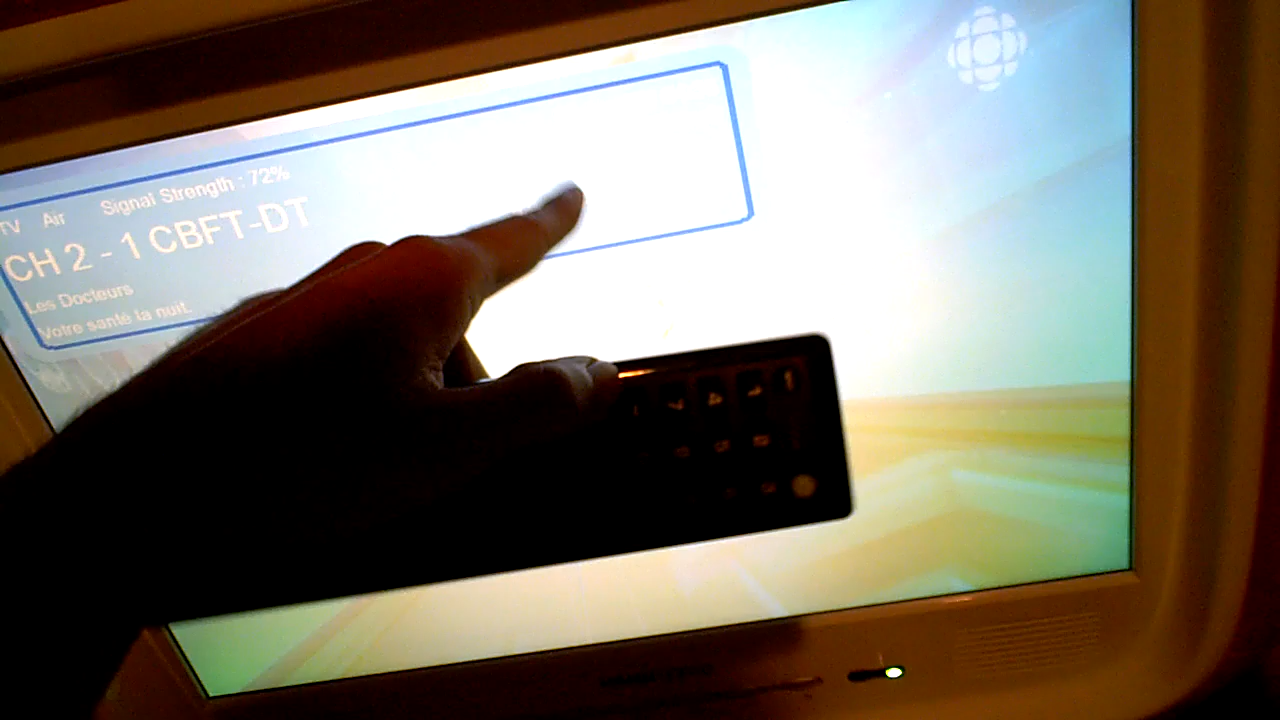 TV Air Signal Strength : 72%
CH 2 - 1 CBFT-DT
Les Docteurs
Votre santé la nuit.